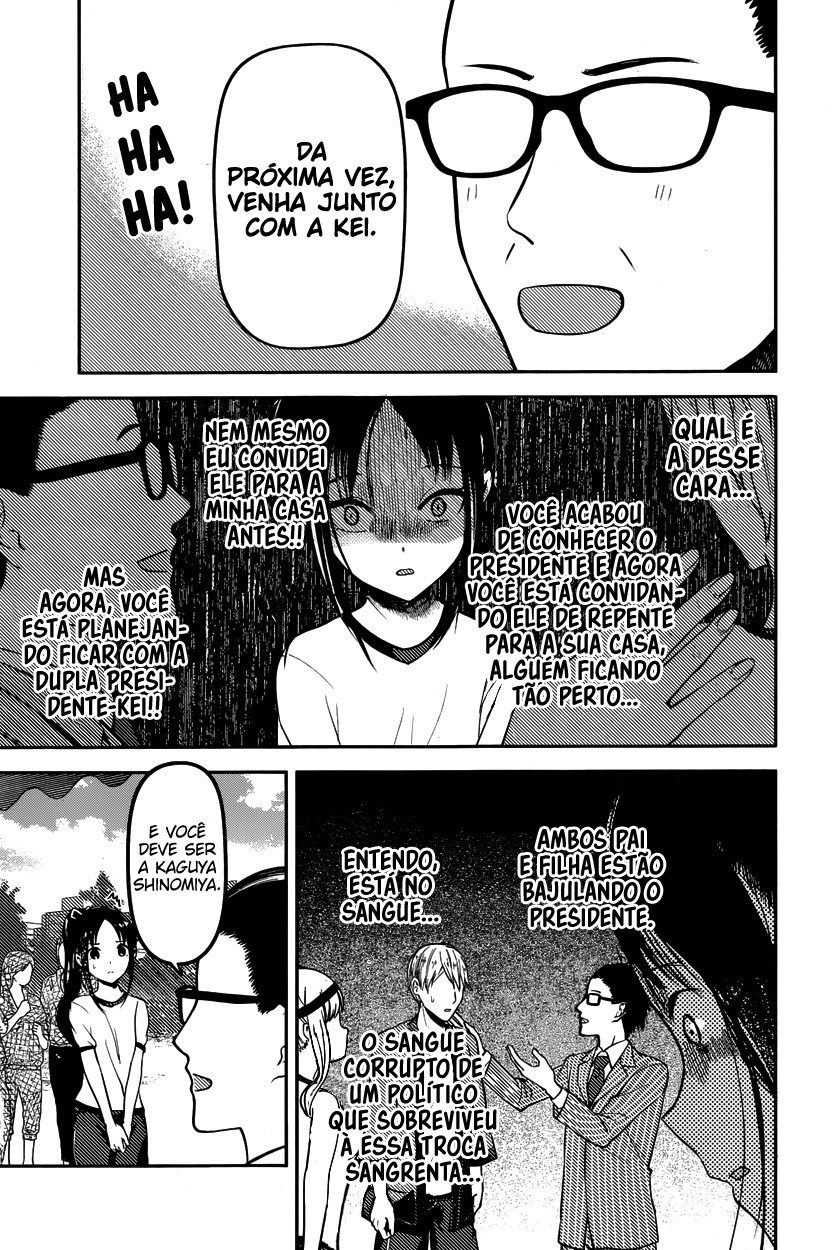 DA
PRÓXIMA VEZ,
VENHA JUNTO
COM A KEI.
HA
HA
HA!
QUAL É
A DESSE
CARA...
VOCÊ ACABOU
DE CONHECER O
PRESIDENTE E AGORA
VOCÊ ESTÁ CONVIDAN-
DO ELE DE REPENTE
PARA A SUA CASA,
ALGUÉM FICANDO
TÃO PERTO...
NEM MESMO
EU CONVIDEI
ELE PARA A
MINHA CASA
ANTES!!
MAS
AGORA, VOCÊ
ESTÁ PLANEJAN-
DO FICAR COM A
DUPLA PRESI-
DENTE-KEI!!
AMBOS PAI
E FILHA ESTÃO
BAJULANDO O
PRESIDENTE.
ENTENDO,
ESTÁ NO
SANGUE...
O SANGUE
CORRUPTO DE
UM POLÍTICO
QUE SOBREVIVEU
À ESSA TROCA
SANGRENTA...
E VOCÊ
DEVE SER
A KAGUYA
SHINOMIYA.